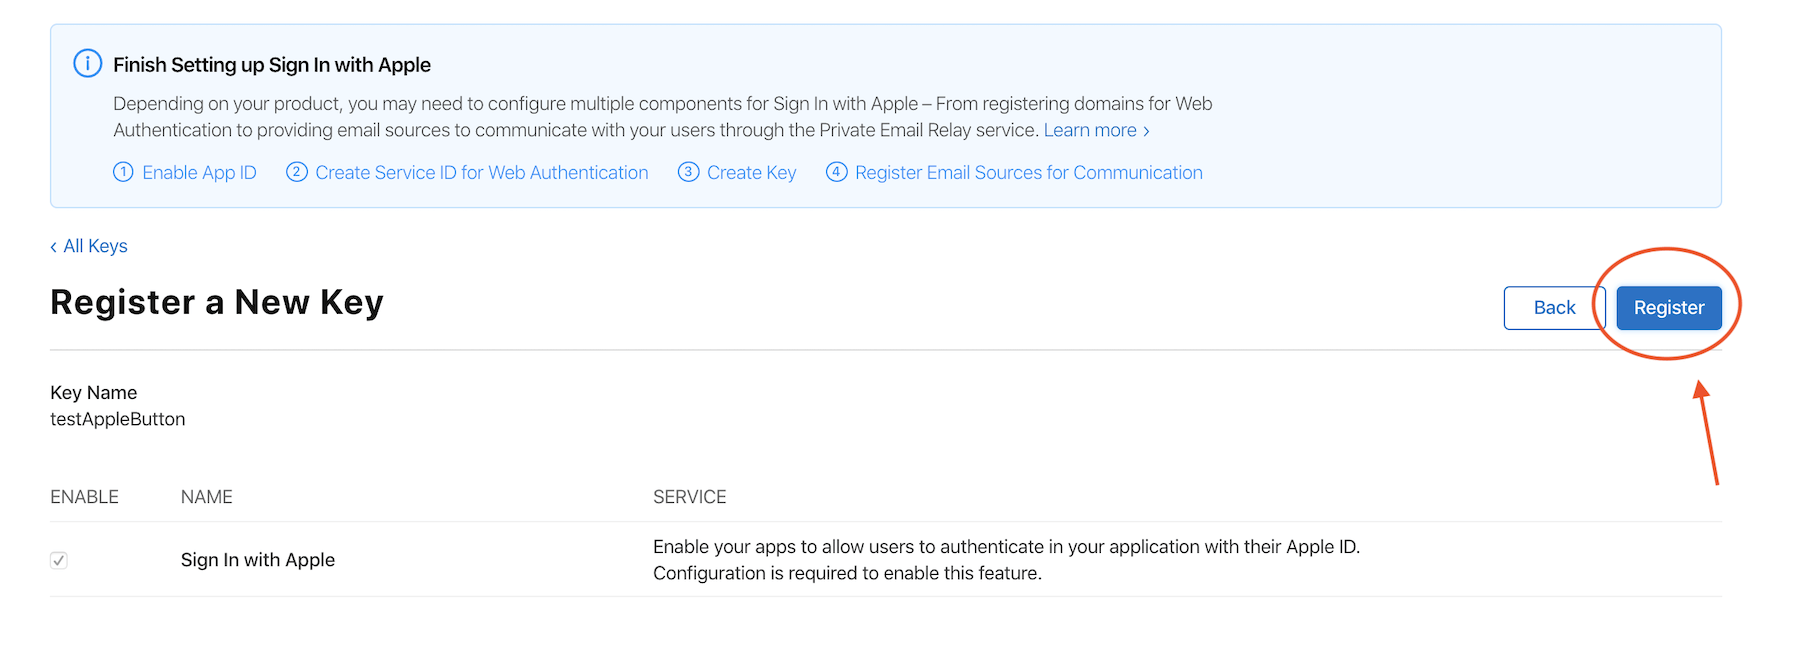 Finish Setting up Sign In with Apple
Depending on your product, you may need to configure multiple components for Sign In with Apple – From registering domains for Web
Authentication to providing email sources to communicate with your users through the Private Email Relay service. Learn more ›
1 Enable App ID 2 Create Service ID for Web Authentication 3 Create Key 4 Register Email Sources for Communication
‹ All Keys
Register a New Key
Back Register
Key Name
testAppleButton
ENABLE NAME SERVICE
Sign In with Apple
Enable your apps to allow users to authenticate in your application with their Apple ID.
Configuration is required to enable this feature.